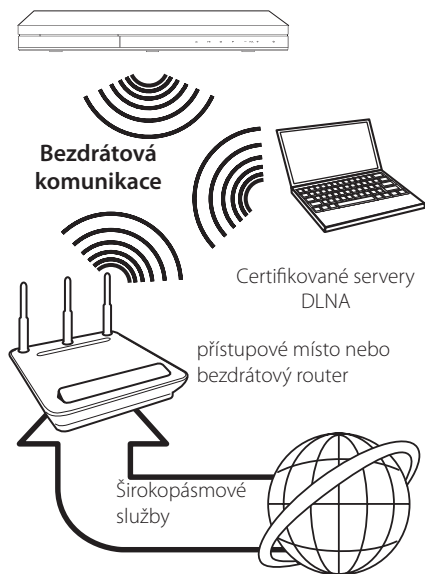 Bezdrátová
komunikace
Certifikované servery
DLNA
přístupové místo nebo
bezdrátový router
Širokopásmové
služby